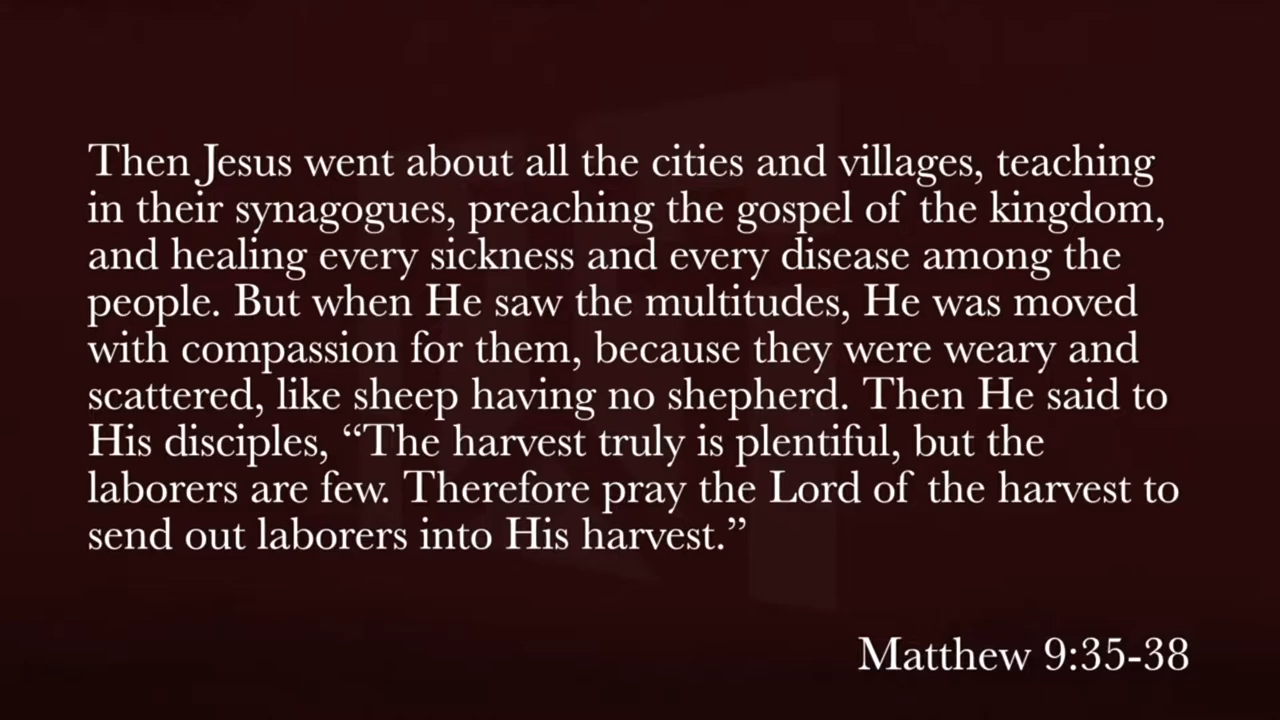 Then Jesus went about all the cities and villages, teaching
in their synagogues, preaching the gospel of the kingdom,
and healing every sickness and every disease among the
people. But when He saw the multitudes, He was moved
with compassion for them, because they were weary and
scattered, like sheep having no shepherd. Then He said to
His disciples, “The harvest truly is plentiful, but the
laborers are few. Therefore pray the Lord of the harvest to
send out laborers into His harvest.”
Matthew 9:35-38